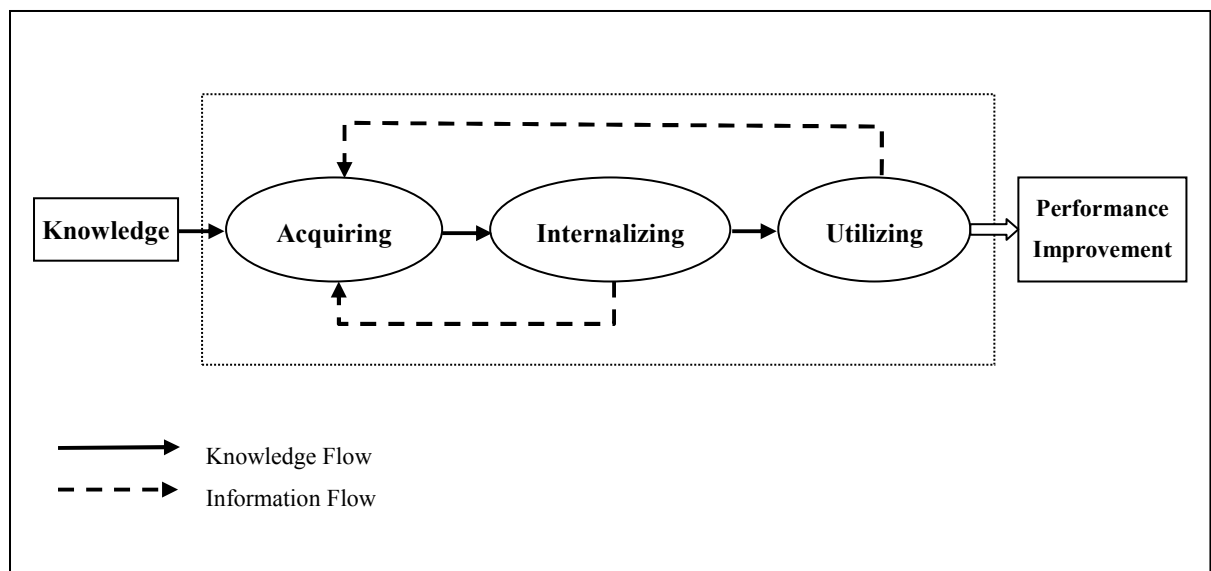 Knowledge
Acquiring
Internalizing
Utilizing
Performance
Improvement
Knowledge Flow
Information Flow